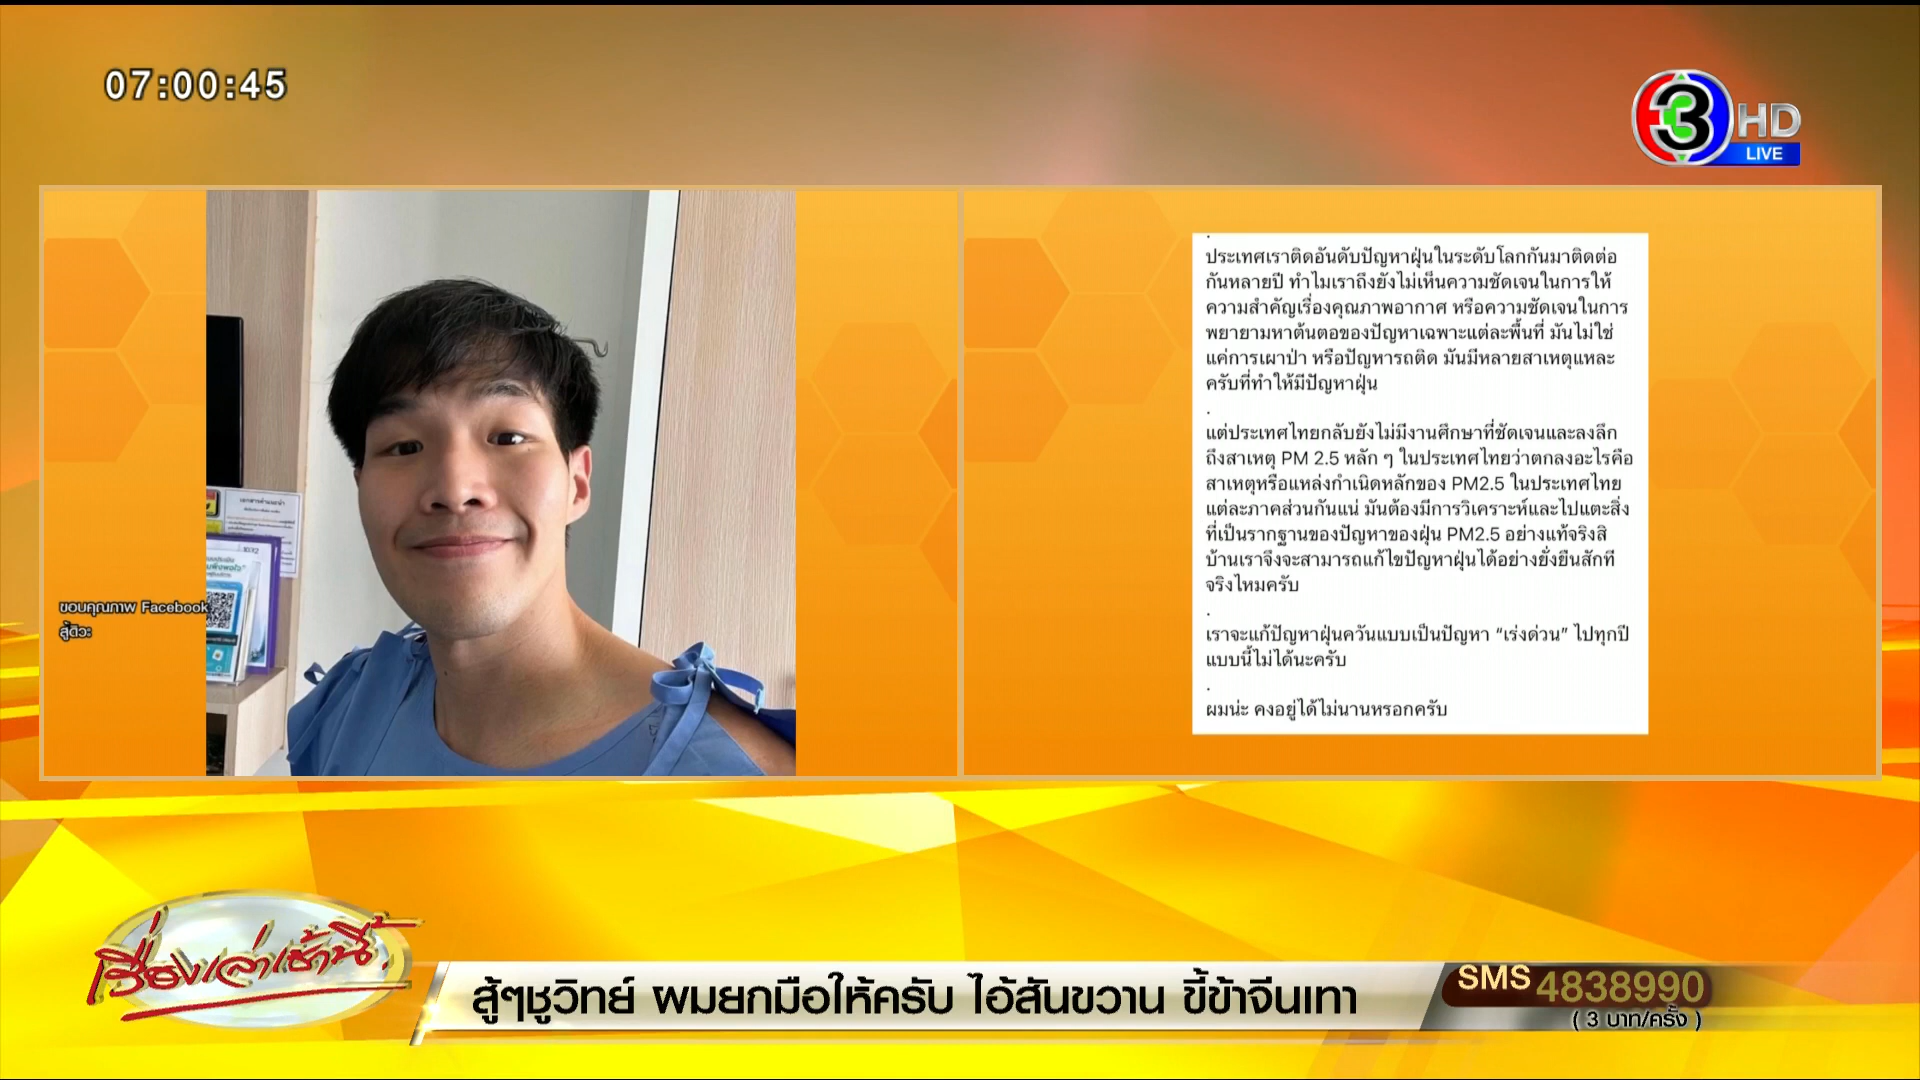 07:00:45
3 HD
LIVE
.
ประเทศเราติดอันดับปัญหาฝุ่นในระดับโลกกันมาติดต่อ
กันหลายปี ทำไมเราถึงยังไม่เห็นความชัดเจนในการให้
ความสำคัญเรื่องคุณภาพอากาศ หรือความชัดเจนในการ
พยายามหาต้นตอของปัญหาเฉพาะแต่ละพื้นที่ มันไม่ใช่
แค่การเผาป่า หรือปัญหารถติด มันมีหลายสาเหตุแหละ
ครับที่ทำให้มีปัญหาฝุ่น
.
แต่ประเทศไทยกลับยังไม่มีงานศึกษาที่ชัดเจนและลงลึก
ถึงสาเหตุ PM 2.5 หลัก ๆ ในประเทศไทยว่าตกลงอะไรคือ
สาเหตุหรือแหล่งกำเนิดหลักของ PM2.5 ในประเทศไทย
แต่ละภาคส่วนกันแน่ มันต้องมีการวิเคราะห์และไปแตะสิ่ง
ที่เป็นรากฐานของปัญหาของฝุ่น PM2.5 อย่างแท้จริงสิ
บ้านเราจึงจะสามารถแก้ไขปัญหาฝุ่นได้อย่างยั่งยืนสักที
จริงไหมครับ
.
เราจะแก้ปัญหาฝุ่นควันแบบเป็นปัญหา “เร่งด่วน” ไปทุกปี
แบบนี้ไม่ได้นะครับ
.
ผมน่ะ คงอยู่ได้ไม่นานหรอกครับ
ขอบคุณภาพ Facebook
สู้ดิวะ
เรื่องเล่าเช้านี้
สู้ๆชูวิทย์ ผมยกมือให้ครับ ไอ้สันขวาน ขี้ข้าจีนเทา
SMS 4838990
( 3 บาท/ครั้ง )